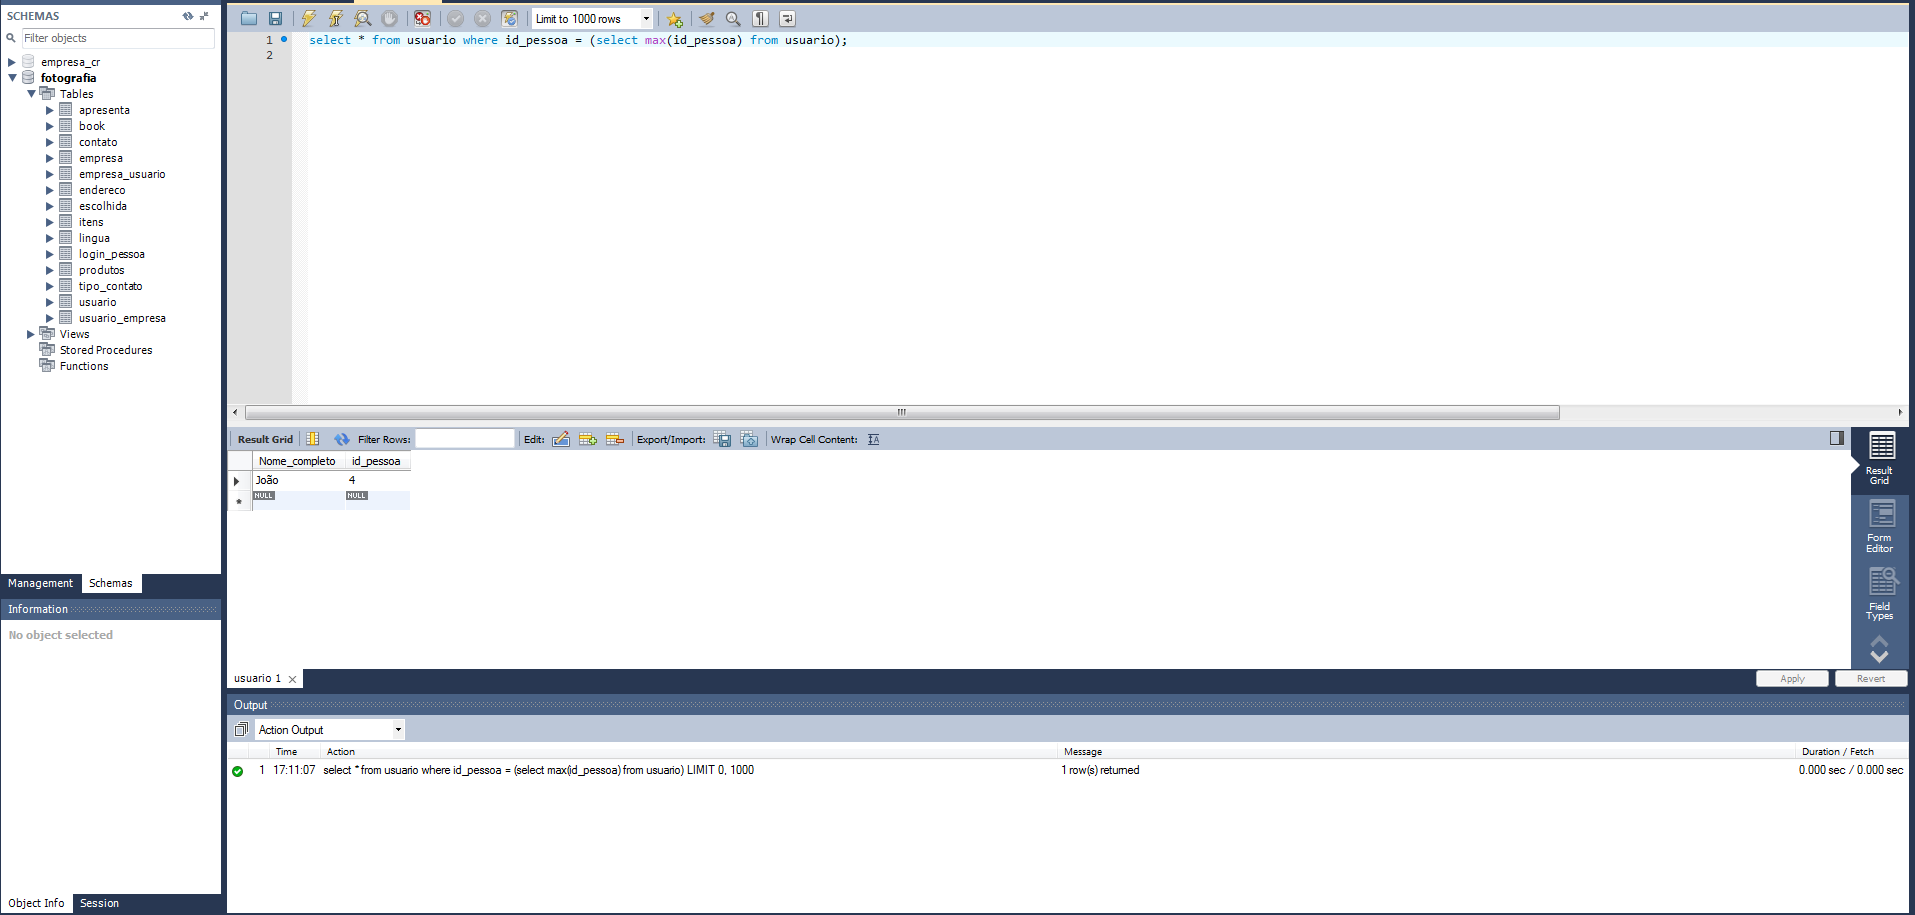 SCHEMAS
Filter objects
empresa_cr
fotografia
Tables
apresenta
book
contato
empresa
empresa_usuario
endereco
escolhida
itens
lingua
login_pessoa
produtos
tipo_contato
usuario
usuario_empresa
Views
Stored Procedures
Functions
Management Schemas
Information
No object selected
Object Info Session
Limit to 1000 rows
1 select * from usuario where id_pessoa = (select max(id_pessoa) from usuario);
2
Result Grid Filter Rows: Edit: Export/Import: Wrap Cell Content:
Nome_completo id_pessoa
João 4
NULL NULL
Result
Grid
Form
Editor
Field
Types
usuario 1
Apply Revert
Output
Action Output
Time Action Message Duration / Fetch
1 17:11:07 select * from usuario where id_pessoa = (select max(id_pessoa) from usuario) LIMIT 0, 1000 1 row(s) returned 0.000 sec / 0.000 sec